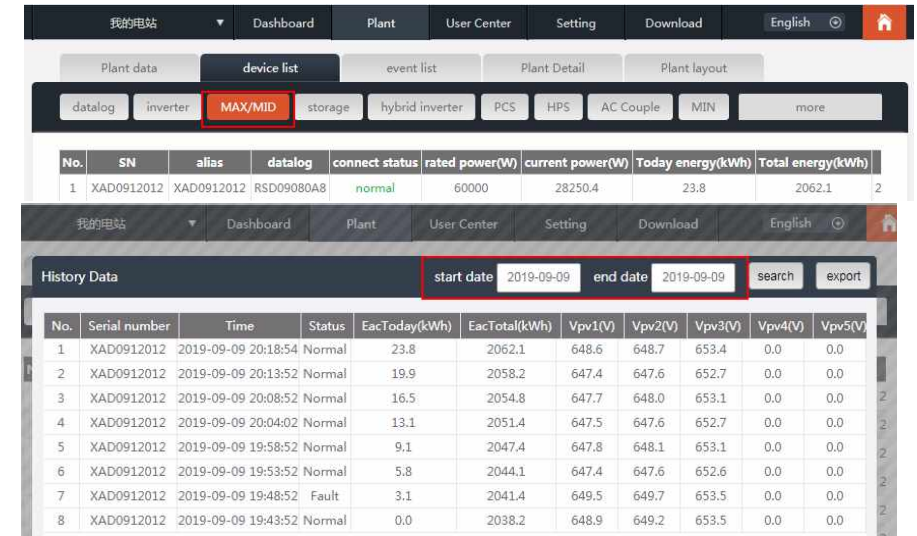 我的电站 ▼ Dashboard Plant User Center Setting Download English
Plant data device list event list Plant Detail Plant layout
datalog inverter MAX/MID storage hybrid inverter PCS HPS AC Couple MIN more
No. SN alias datalog connect status rated power(W) current power(W) Today energy(kWh) Total energy(kWh)
1 XAD0912012 XAD0912012 RSD09080A8 normal 60000 28250.4 23.8 2062.1 2
我的电站 ▼ Dashboard Plant User Center Setting Download English
History Data start date 2019-09-09 end date 2019-09-09 search export
No. Serial number Time Status EacToday(kWh) EacTotal(kWh) Vpv1(V) Vpv2(V) Vpv3(V) Vpv4(V) Vpv5(V)
1 XAD0912012 2019-09-09 20:18:54 Normal 23.8 2062.1 648.6 648.7 653.4 0.0 0.0
2 XAD0912012 2019-09-09 20:13:52 Normal 19.9 2058.2 647.4 647.6 652.7 0.0 0.0
3 XAD0912012 2019-09-09 20:08:52 Normal 16.5 2054.8 647.7 648.0 653.1 0.0 0.0 2
4 XAD0912012 2019-09-09 20:04:02 Normal 13.1 2051.4 647.5 647.6 652.7 0.0 0.0 2
5 XAD0912012 2019-09-09 19:58:52 Normal 9.1 2047.4 647.8 648.1 653.1 0.0 0.0 2
6 XAD0912012 2019-09-09 19:53:52 Normal 5.8 2044.1 647.4 647.6 652.6 0.0 0.0 2
7 XAD0912012 2019-09-09 19:48:52 Fault 3.1 2041.4 649.5 649.7 653.5 0.0 0.0
8 XAD0912012 2019-09-09 19:43:52 Normal 0.0 2038.2 648.9 649.2 653.5 0.0 0.0 2